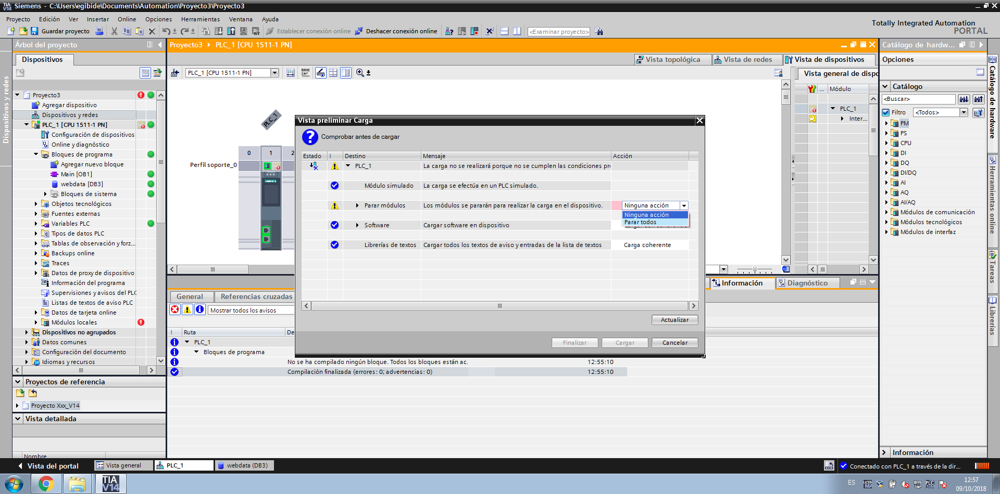 Siemens - C:\Users\egibide\Documents\Automation\Proyecto3\Proyecto3
Proyecto Edición Ver Insertar Online Opciones Herramientas Ventana Ayuda
Totally Integrated Automation
PORTAL
Guardar proyecto
Establecer conexión online
Deshacer conexión online
<Examinar proyecto>
Árbol del proyecto
Dispositivos
Dispositivos y redes
Proyecto3
Agregar dispositivo
Dispositivos y redes
PLC_1 [CPU 1511-1 PN]
Configuración de dispositivos
Online y diagnóstico
Bloques de programa
Agregar nuevo bloque
Main [OB1]
webdata [DB3]
Bloques de sistema
Objetos tecnológicos
Fuentes externas
Variables PLC
Tipos de datos PLC
Tablas de observación y forz...
Backups online
Traces
Datos de proxy de dispositivo
Información del programa
Supervisiones y avisos del PLC
Listas de textos de aviso PLC
Datos de tarjeta online
Módulos locales
Dispositivos no agrupados
Datos comunes
Configuración del documento
Idiomas y recursos
Proyectos de referencia
Proyecto Xxx_V14
Vista detallada
Nombre
Proyecto3 PLC_1 [CPU 1511-1 PN]
Vista topológica
Vista de redes
Vista de dispositivos
PLC_1 [CPU 1511-1 PN]
PLC_1
0 1 2
Perfil soporte_0
SIEMENS
Vista general de dispo
... Módulo
PLC_1
Inter...
Vista preliminar Carga
Comprobar antes de cargar
Estado ! Destino Mensaje Acción
PLC_1 La carga no se realizará porque no se cumplen las condiciones pre
Módulo simulado La carga se efectúa en un PLC simulado.
Parar módulos Los módulos se pararán para realizar la carga en el dispositivo. Ninguna acción
Ninguna acción
Parar todos
Software Cargar software en dispositivo
Librerías de textos Cargar todos los textos de aviso y entradas de la lista de textos Carga coherente
Actualizar
Finalizar Cargar Cancelar
Información
Diagnóstico
General
Referencias cruzadas
Mostrar todos los avisos
! Ruta De
PLC_1
Bloques de programa
No se ha compilado ningún bloque. Todos los bloques están ac. 12:55:10
Compilación finalizada (errores: 0; advertencias: 0) 12:55:10
Catálogo de hardw...
Opciones
Catálogo
<Buscar>
Filtro <Todos>
PM
PS
CPU
DI
DQ
DI/DQ
AI
AQ
AI/AQ
Módulos de comunicación
Módulos tecnológicos
Módulos de interfaz
Información
Catálogo de hardware
Herramientas online
Tareas
Librerías
Vista del portal
Vista general
PLC_1
webdata (DB3)
Conectado con PLC_1 a través de la dir...
TIA
V14
ES
12:57
09/10/2018